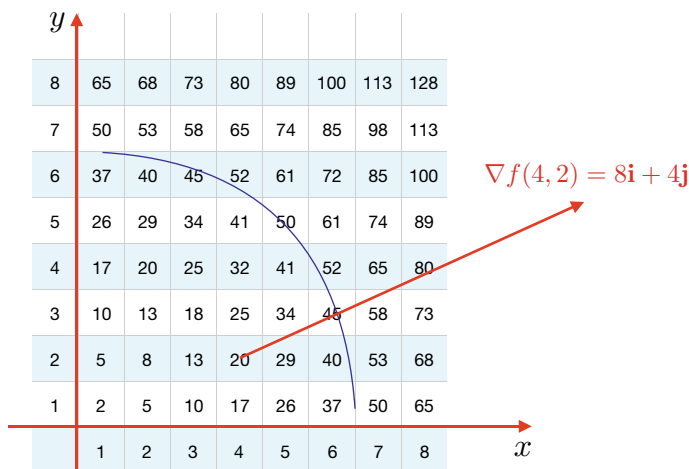 y
8 65 68 73 80 89 100 113 128
7 50 53 58 65 74 85 98 113
6 37 40 45 52 61 72 85 100
∇f(4, 2) = 8i + 4j
5 26 29 34 41 50 61 74 89
4 17 20 25 32 41 52 65 80
3 10 13 18 25 34 45 58 73
2 5 8 13 20 29 40 53 68
1 2 5 10 17 26 37 50 65
x
1 2 3 4 5 6 7 8